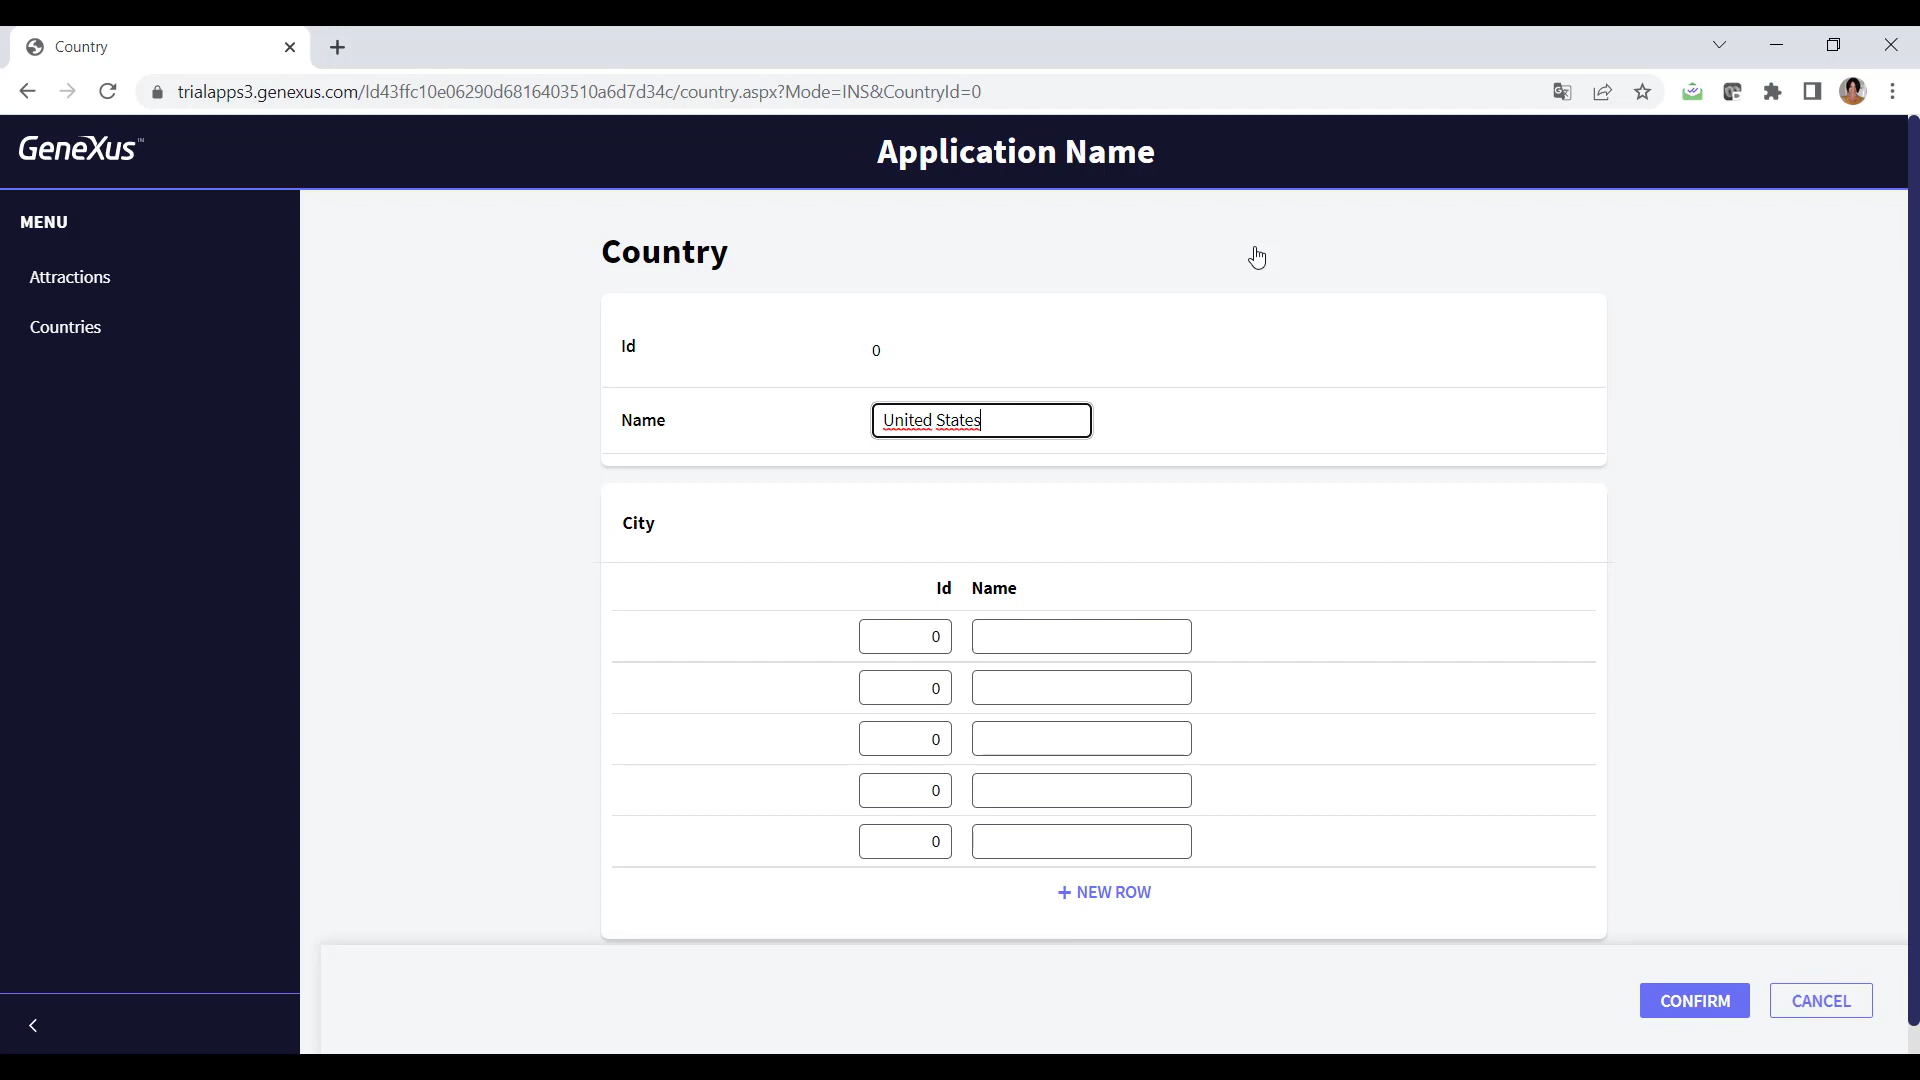 Country
trialapps3.genexus.com/Id43ffc10e06290d6816403510a6d7d34c/country.aspx?Mode=INS&CountryId=0
GeneXus™
Application Name
MENU
Attractions
Countries
Country
Id 0
Name United States
City
Id Name
0
0
0
0
0
+ NEW ROW
CONFIRM CANCEL